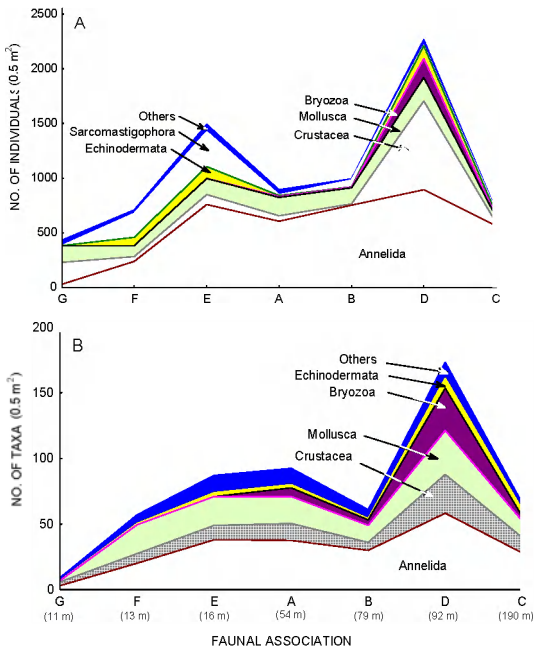 A
2500
2000
1500
1000
500
0
NO. OF INDIVIDUALS (0.5 m²)
Others
Sarcomastigophora
Echinodermata
Bryozoa
Mollusca
Crustacea
Annelida
G F E A B D C
B
200
150
100
50
0
NO. OF TAXA (0.5 m²)
Others
Echinodermata
Bryozoa
Mollusca
Crustacea
Annelida
G F E A B D C
(11 m) (13 m) (16 m) (54 m) (79 m) (92 m) (190 m)
FAUNAL ASSOCIATION